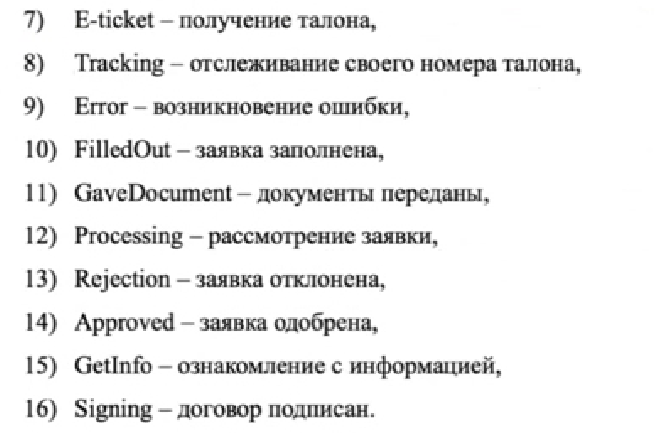 7) E-ticket – получение талона,
8) Tracking – отслеживание своего номера талона,
9) Error – возникновение ошибки,
10) FilledOut – заявка заполнена,
11) GaveDocument – документы переданы,
12) Processing – рассмотрение заявки,
13) Rejection – заявка отклонена,
14) Approved – заявка одобрена,
15) GetInfo – ознакомление с информацией,
16) Signing – договор подписан.